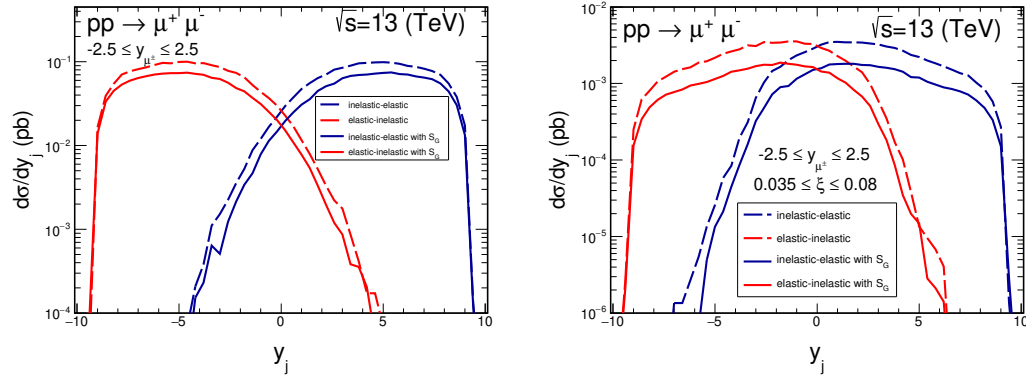 pp → μ⁺ μ⁻
√s=13 (TeV)
-2.5 ≤ y_μ± ≤ 2.5
inelastic-elastic
elastic-inelastic
inelastic-elastic with S_G
elastic-inelastic with S_G
dσ/dy_j (pb)
10⁻¹
10⁻²
10⁻³
10⁻⁴
−10 −5 0 5 10
y_j
pp → μ⁺ μ⁻
√s=13 (TeV)
-2.5 ≤ y_μ± ≤ 2.5
0.035 ≤ ξ ≤ 0.08
inelastic-elastic
elastic-inelastic
inelastic-elastic with S_G
elastic-inelastic with S_G
dσ/dy_j (pb)
10⁻²
10⁻³
10⁻⁴
10⁻⁵
10⁻⁶
−10 −5 0 5 10
y_j